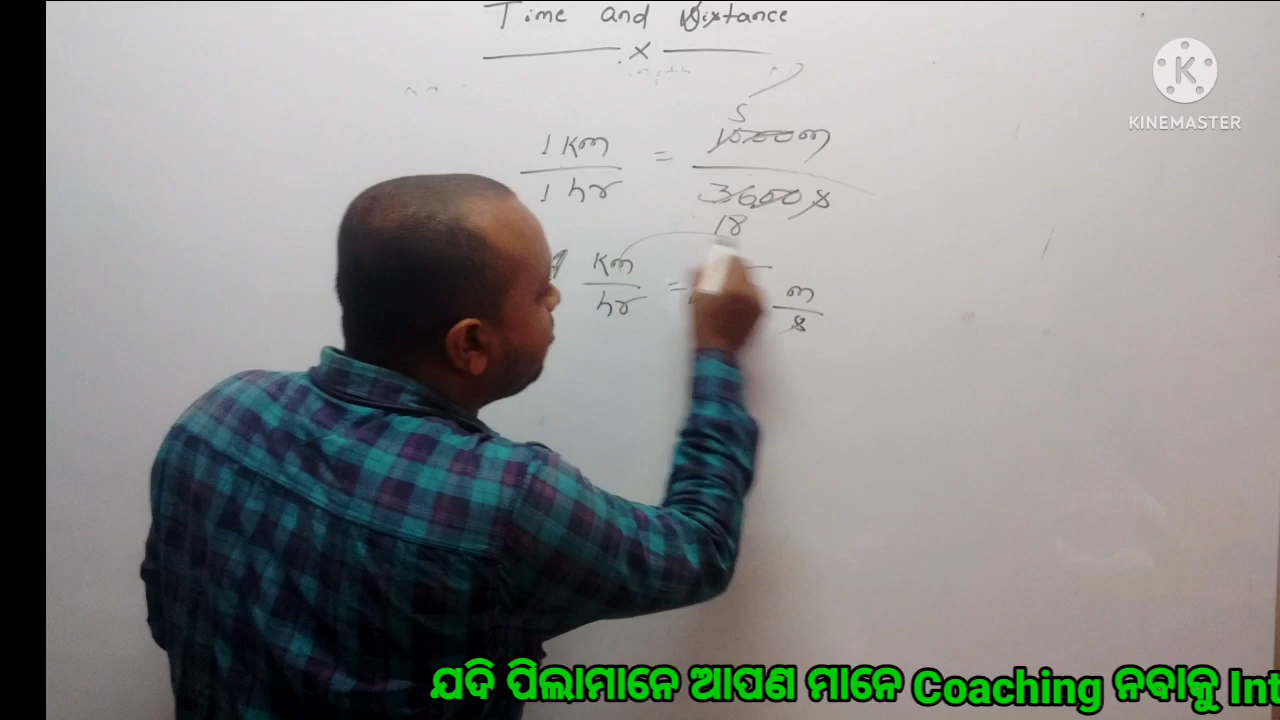 Time and Distance
x
KINEMASTER
5
1 Km = 1000 m
1 hr 3600 s
18
Km = m
hr s
ଯଦି ପିଲାମାନେ ଆପଣ ମାନେ Coaching ନବାକୁ Int